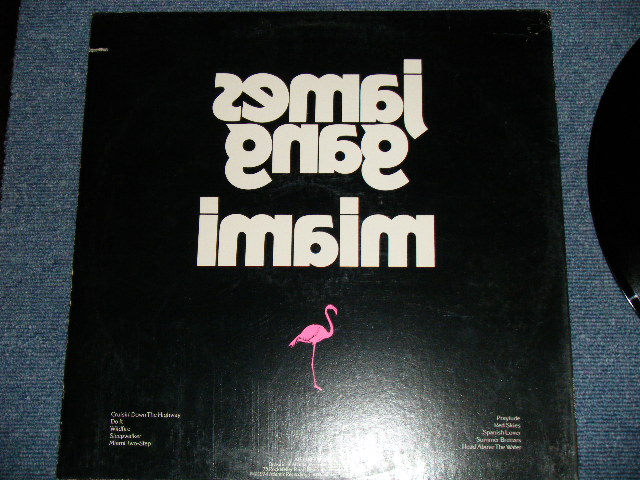 james
gang
miami
Cruisin' Down The Highway
Do It
Wildfire
Sleepwalker
Miami Two-Step
Praylude
Red Skies
Spanish Lover
Summer Breezes
Head Above The Water